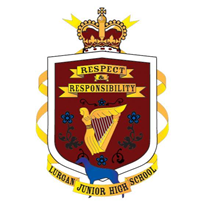 RESPECT
&
RESPONSIBILITY
LURGAN JUNIOR HIGH SCHOOL